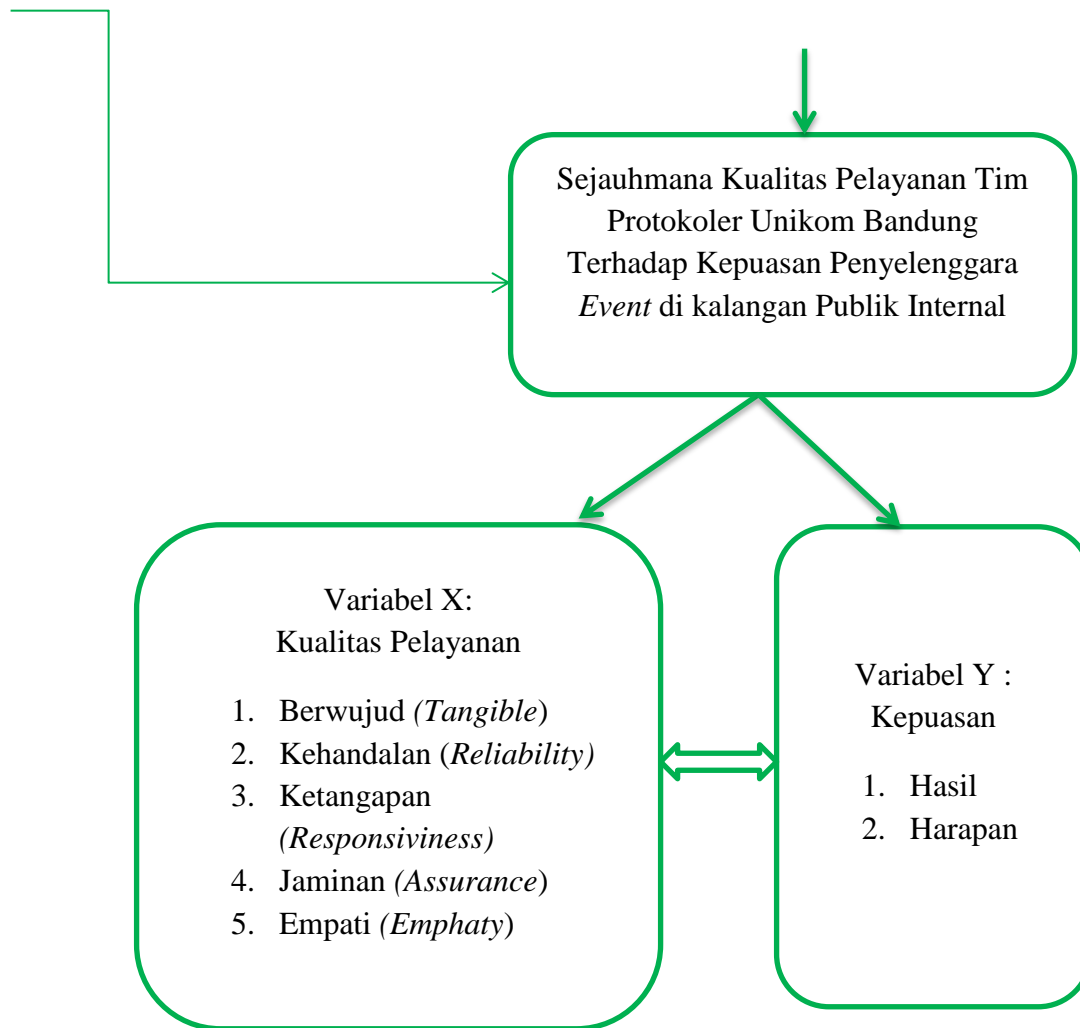 Sejauhmana Kualitas Pelayanan Tim
Protokoler Unikom Bandung
Terhadap Kepuasan Penyelenggara
Event di kalangan Publik Internal
Variabel X:
Kualitas Pelayanan
1. Berwujud (Tangible)
2. Kehandalan (Reliability)
3. Ketangapan
(Responsiviness)
4. Jaminan (Assurance)
5. Empati (Emphaty)
Variabel Y :
Kepuasan
1. Hasil
2. Harapan